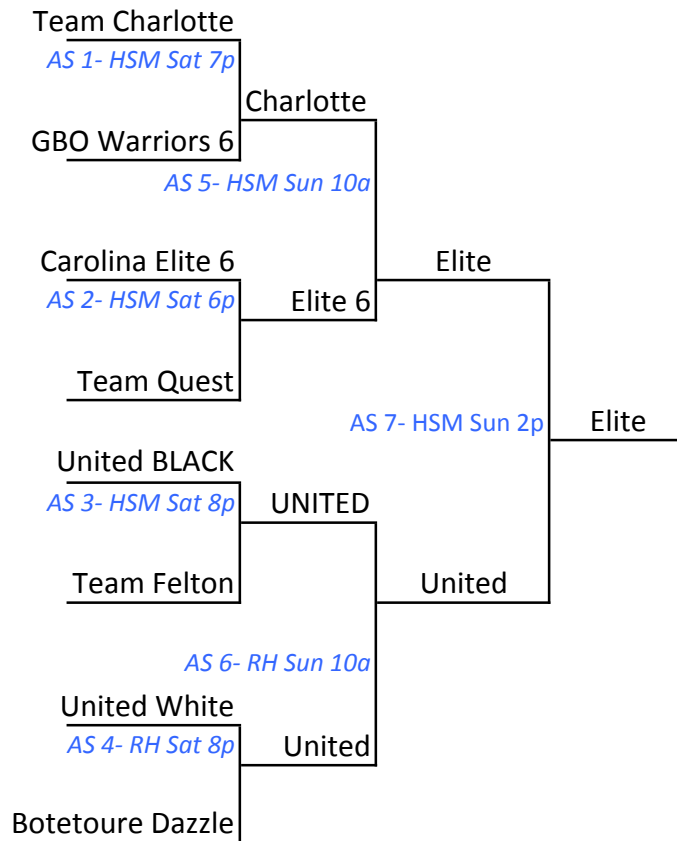 Team Charlotte
AS 1- HSM Sat 7p
Charlotte
GBO Warriors 6
AS 5- HSM Sun 10a
Carolina Elite 6
Elite
AS 2- HSM Sat 6p
Elite 6
Team Quest
AS 7- HSM Sun 2p
Elite
United BLACK
AS 3- HSM Sat 8p
UNITED
Team Felton
United
AS 6- RH Sun 10a
United White
AS 4- RH Sat 8p
United
Botetoure Dazzle